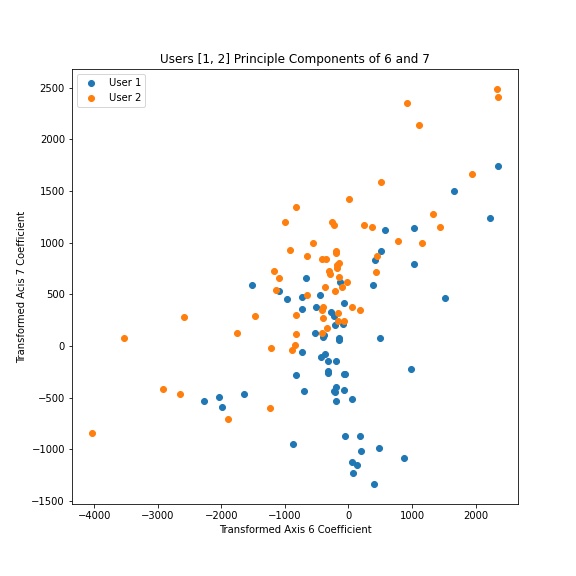 Users [1, 2] Principle Components of 6 and 7
User 1
User 2
Transformed Acis 7 Coefficient
2500
2000
1500
1000
500
0
−500
−1000
−1500
−4000 −3000 −2000 −1000 0 1000 2000
Transformed Axis 6 Coefficient